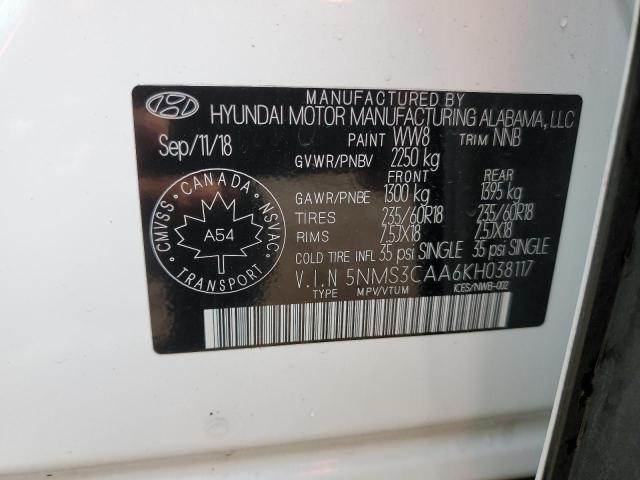 MANUFACTURED BY
HYUNDAI MOTOR MANUFACTURING ALABAMA, LLC
Sep/11/18
PAINT WW8 TRIM NNB
GVWR/PNBV 2250 kg
FRONT REAR
GAWR/PNBE 1300 kg 1395 kg
TIRES 235/60R18 235/60R18
RIMS 7.5JX18 7.5JX18
COLD TIRE INFL 35 psi SINGLE 35 psi SINGLE
V.I.N 5NMS3CAA6KH038117
TYPE MPV/VTUM ICES/NWB-002
CMVSS • CANADA • NSVAC
A54